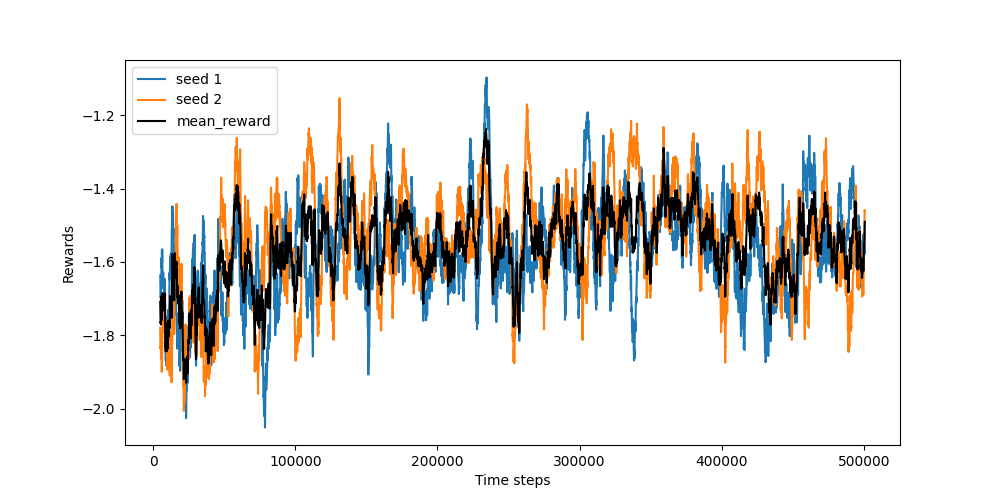 seed 1
seed 2
mean_reward
Rewards
−1.2
−1.4
−1.6
−1.8
−2.0
0
100000
200000
300000
400000
500000
Time steps